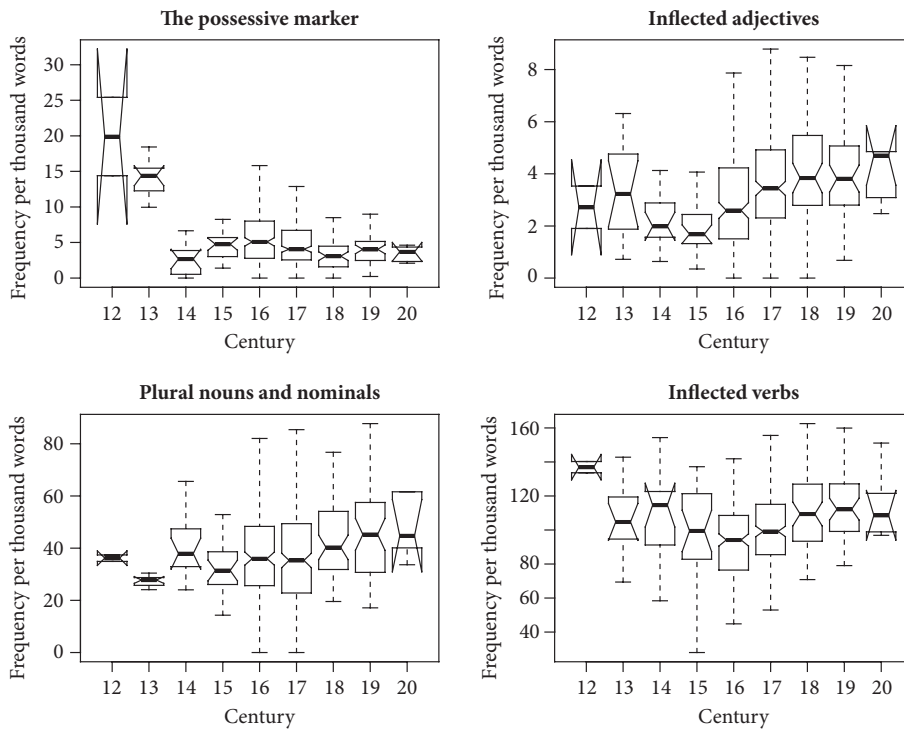 The possessive marker
Frequency per thousand words
30
25
20
15
10
5
0
12 13 14 15 16 17 18 19 20
Century
Inflected adjectives
Frequency per thousand words
8
6
4
2
0
12 13 14 15 16 17 18 19 20
Century
Plural nouns and nominals
Frequency per thousand words
80
60
40
20
0
12 13 14 15 16 17 18 19 20
Century
Inflected verbs
Frequency per thousand words
160
120
80
60
40
12 13 14 15 16 17 18 19 20
Century